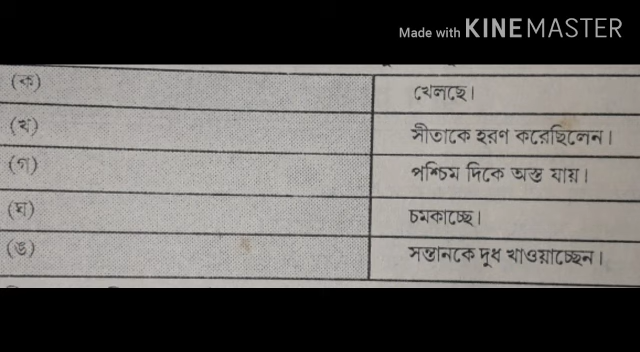 Made with KINEMASTER
(ক) খেলছে।
(খ) সীতাকে হরণ করেছিলেন।
(গ) পশ্চিম দিকে অস্ত যায়।
(ঘ) চমকাচ্ছে।
(ঙ) সন্তানকে দুধ খাওয়াচ্ছেন।